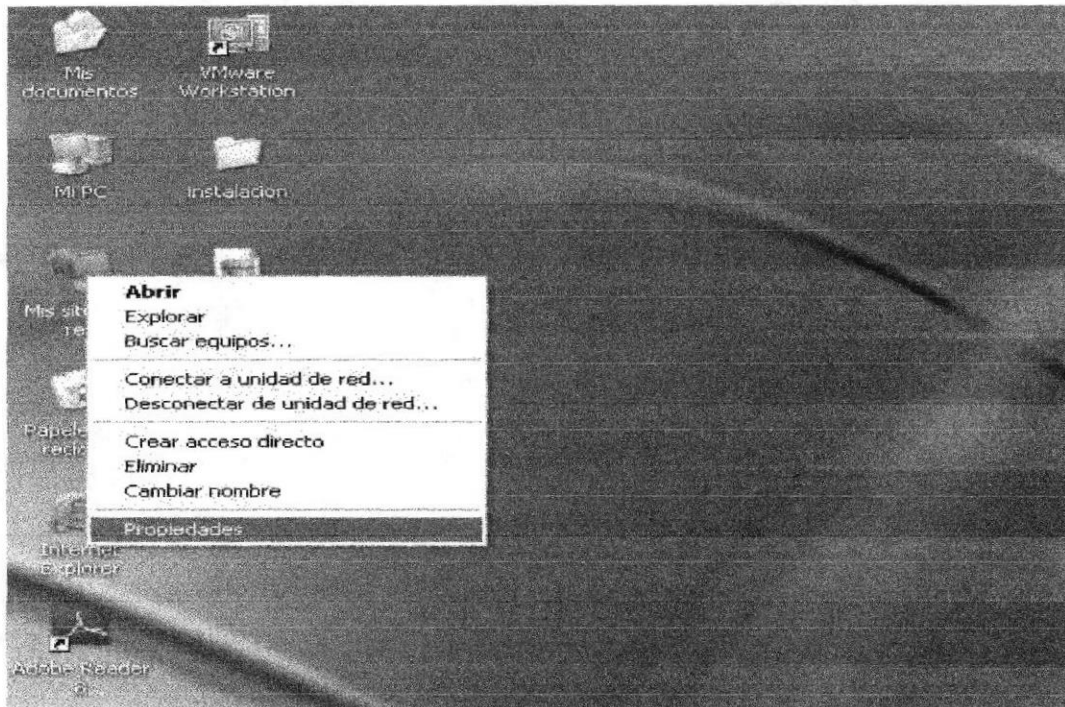 Mis
documentos
VMware
Workstation
Mi PC
Instalacion
Mis
Abrir
Explorar
Buscar equipos...
Conectar a unidad de red...
Desconectar de unidad de red...
Crear acceso directo
Eliminar
Cambiar nombre
Propiedades
Internet
Explorer
Adobe Reader